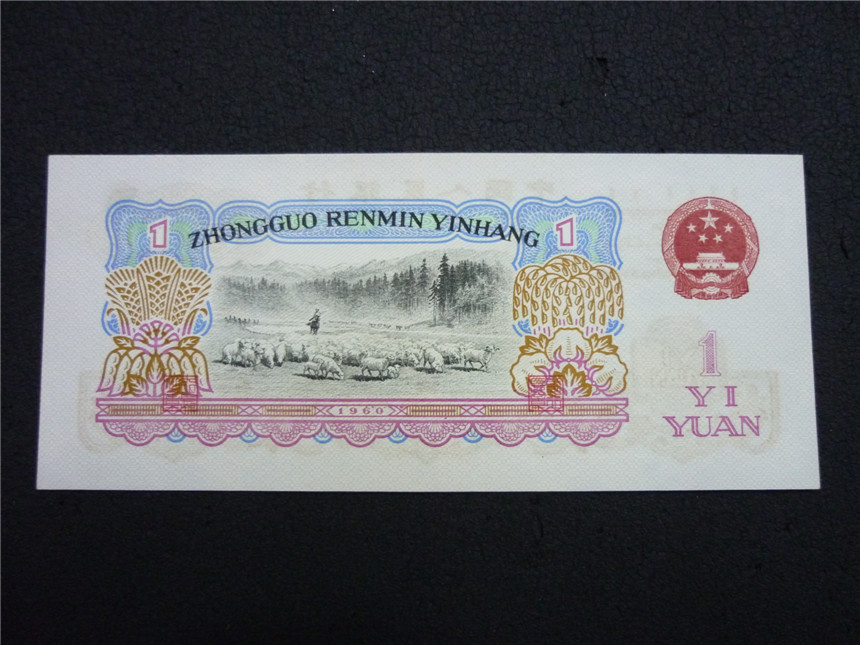 1 ZHONGGUO RENMIN YINHANG 1
1960
1
YI
YUAN